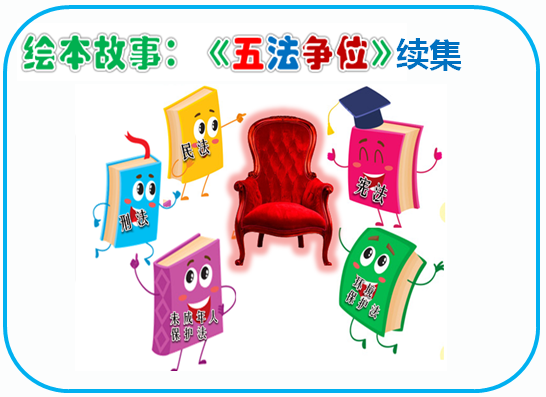 绘本故事：《五法争位》续集
民法
宪法
刑法
未成年人
保护法
环境
保护法